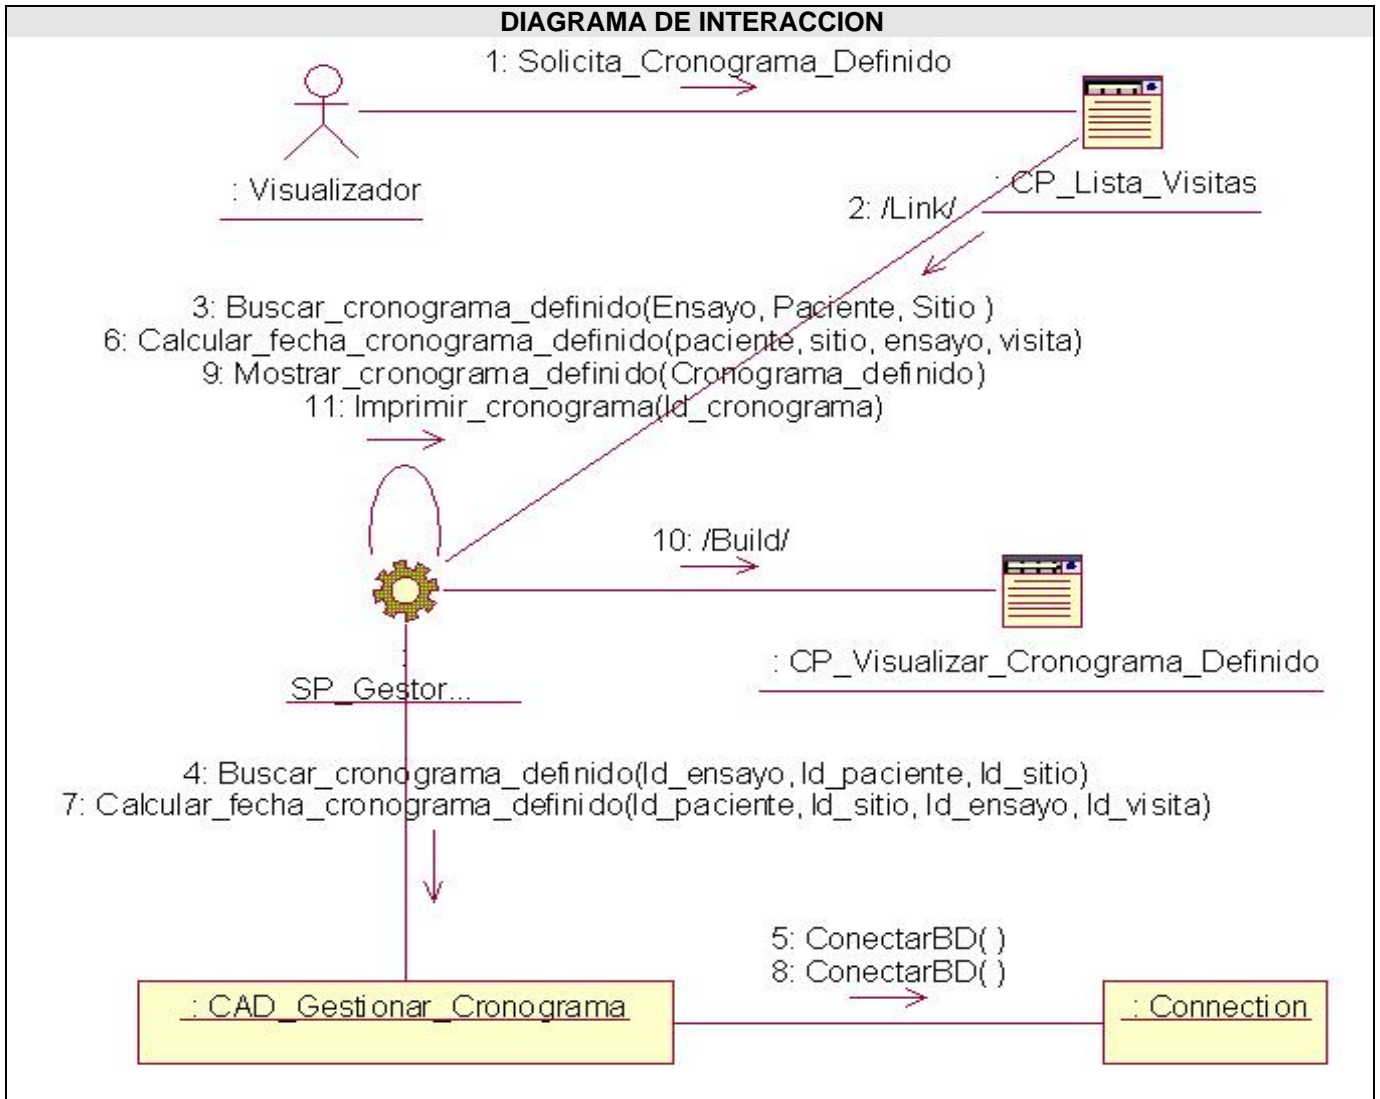 DIAGRAMA DE INTERACCION
1: Solicita_Cronograma_Definido
: Visualizador
: CP_Lista_Visitas
2: /Link/
3: Buscar_cronograma_definido(Ensayo, Paciente, Sitio )
6: Calcular_fecha_cronograma_definido(paciente, sitio, ensayo, visita)
9: Mostrar_cronograma_definido(Cronograma_definido)
11: Imprimir_cronograma(Id_cronograma)
10: /Build/
:
SP_Gestor...
: CP_Visualizar_Cronograma_Definido
4: Buscar_cronograma_definido(Id_ensayo, Id_paciente, Id_sitio)
7: Calcular_fecha_cronograma_definido(Id_paciente, Id_sitio, Id_ensayo, Id_visita)
5: ConectarBD( )
8: ConectarBD( )
: CAD_Gestionar_Cronograma
: Connection